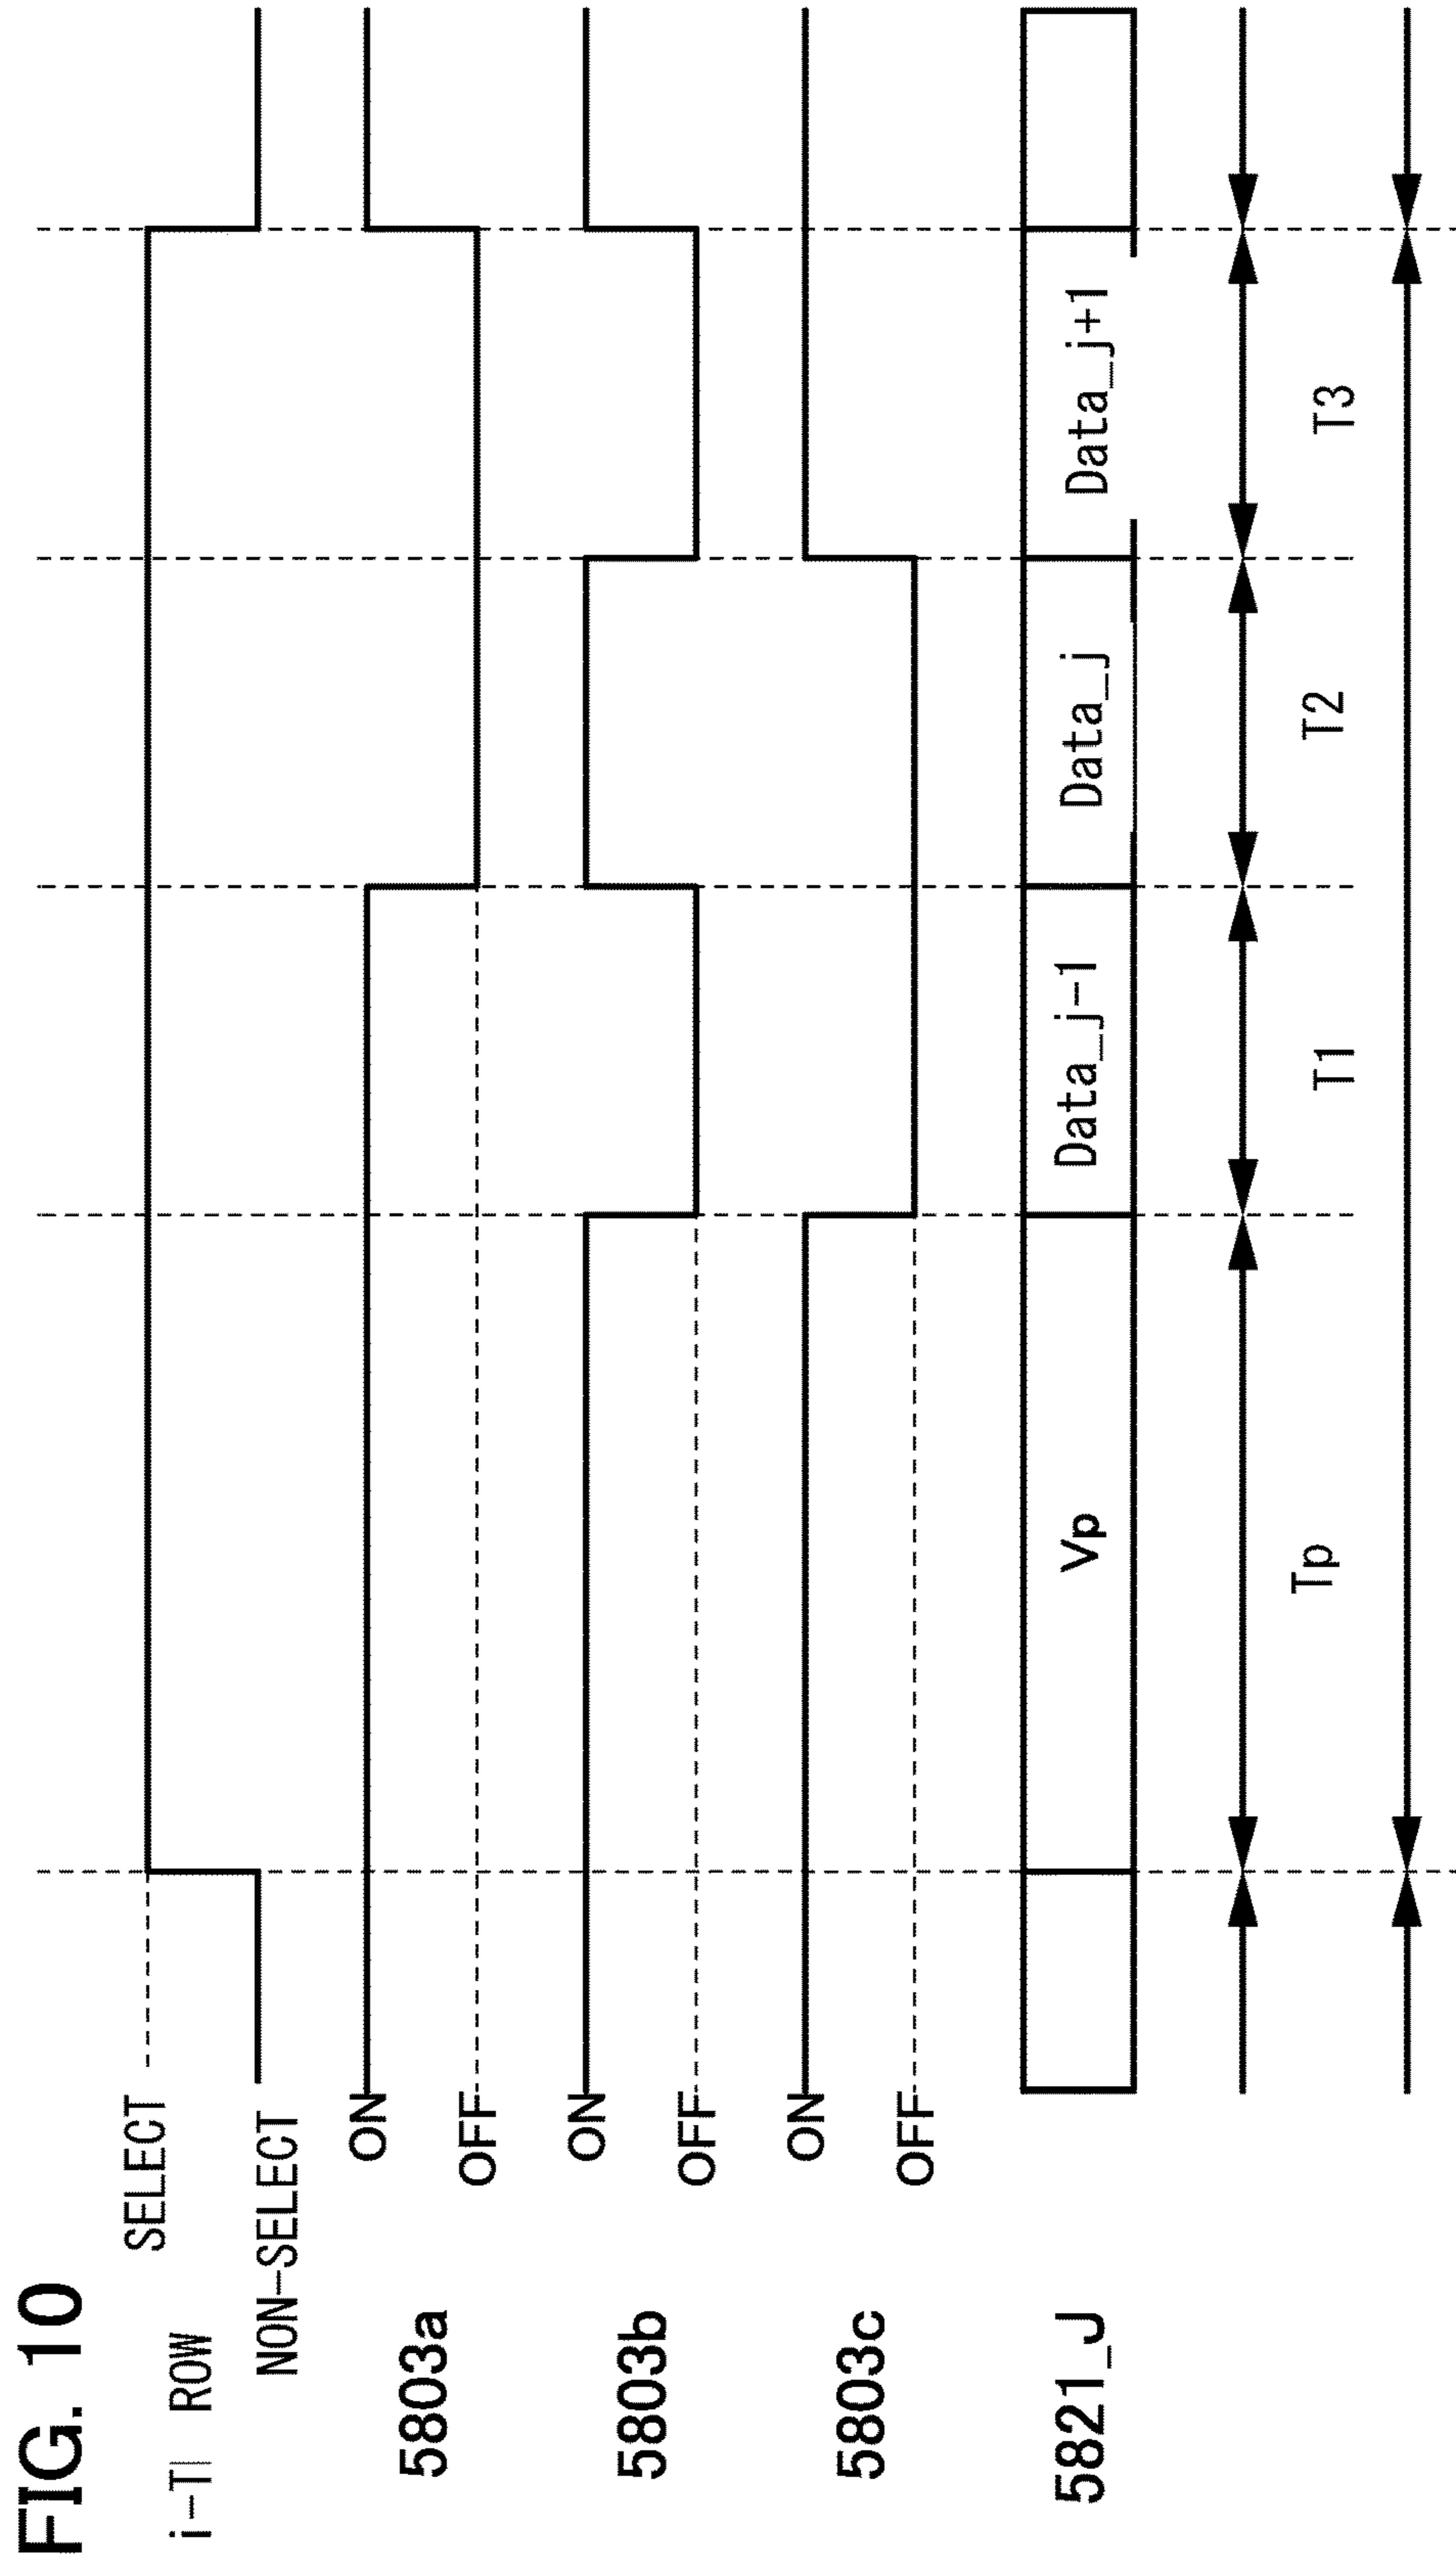 FIG. 10
SELECT
i-TI ROW
NON-SELECT
ON
5803a
OFF
ON
5803b
OFF
ON
5803c
OFF
5821_J
Vp
Data_j-1
Data_j
Data_j+1
Tp
T1
T2
T3